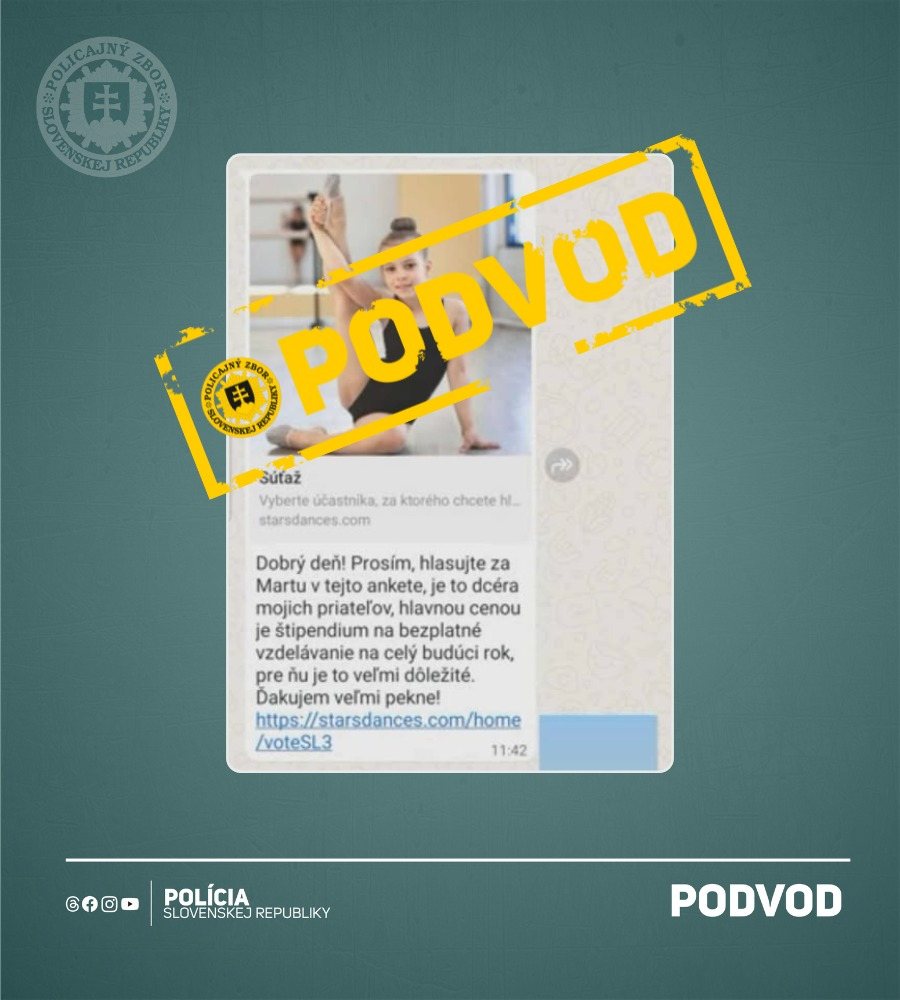 POLICAJNÝ ZBOR
SLOVENSKEJ REPUBLIKY
PODVOD
POLICAJNÝ ZBOR
SLOVENSKEJ REPUBLIKY
Súťaž
Vyberte účastníka, za ktorého chcete hl...
starsdances.com
Dobrý deň! Prosím, hlasujte za
Martu v tejto ankete, je to dcéra
mojich priateľov, hlavnou cenou
je štipendium na bezplatné
vzdelávanie na celý budúci rok,
pre ňu je to veľmi dôležité.
Ďakujem veľmi pekne!
https://starsdances.com/home
/voteSL3
11:42
POLÍCIA
SLOVENSKEJ REPUBLIKY
PODVOD